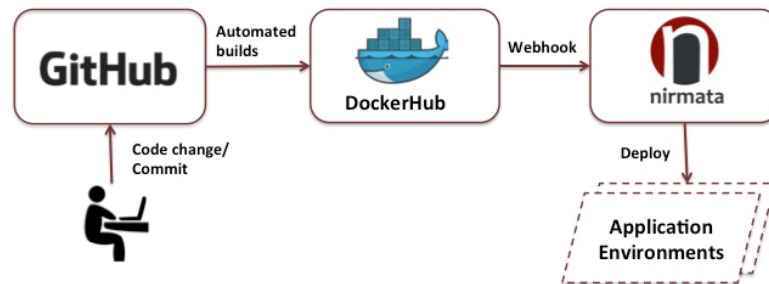 Automated
builds
Webhook
GitHub
DockerHub
n
nirmata
Code change/
Commit
Deploy
Application
Environments